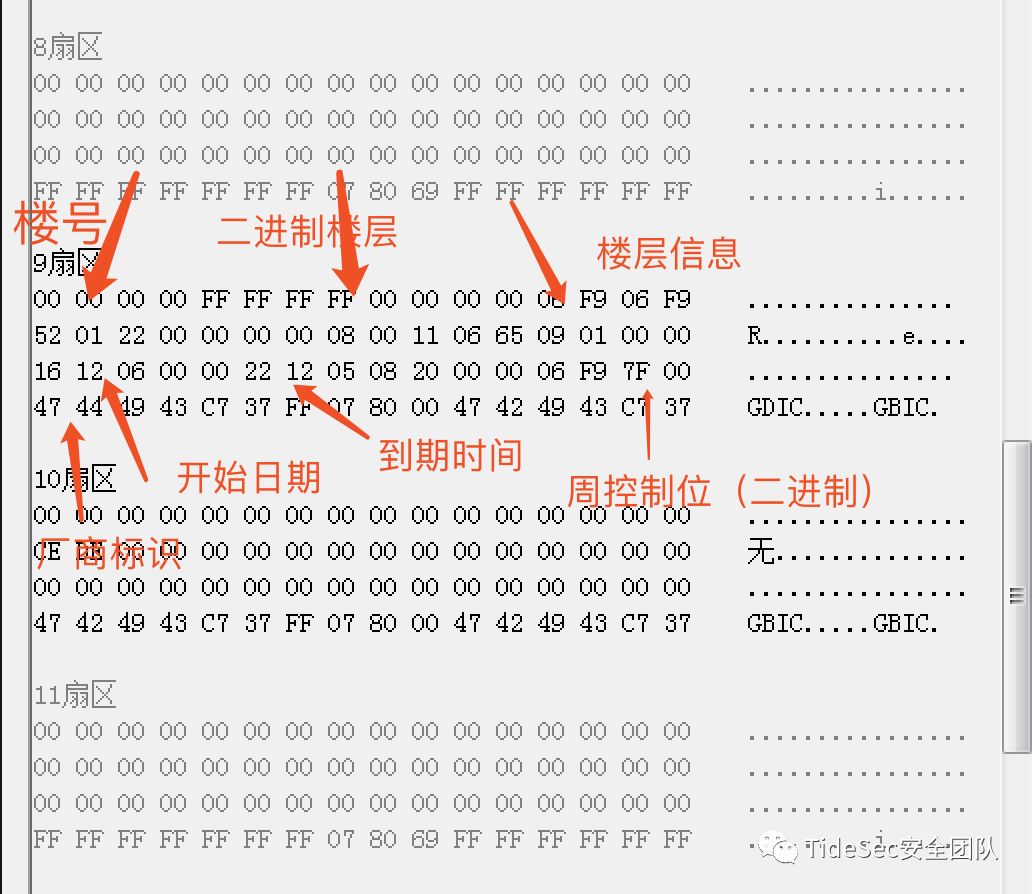 8扇区
00 00 00 00 00 00 00 00 00 00 00 00 00 00 00 00 ................
00 00 00 00 00 00 00 00 00 00 00 00 00 00 00 00 ................
00 00 00 00 00 00 00 00 00 00 00 00 00 00 00 00 ................
FF FF FF FF FF FF FF 07 80 69 FF FF FF FF FF FF .........i......
楼号
二进制楼层
楼层信息
9扇区
00 00 00 00 FF FF FF FF 00 00 00 00 06 F9 06 F9 ...............
52 01 22 00 00 00 00 08 00 11 06 65 09 01 00 00 R..........e....
16 12 06 00 00 22 12 05 08 20 00 00 06 F9 7F 00 ...............
47 44 49 43 C7 37 FF 07 80 00 47 42 49 43 C7 37 GDIC.....GBIC.
到期时间
开始日期
10扇区
周控制位（二进制）
00 00 00 00 00 00 00 00 00 00 00 00 00 00 00 00 ................
厂商标识
CE 00 00 00 00 00 00 00 00 00 00 00 00 00 00 无..............
00 00 00 00 00 00 00 00 00 00 00 00 00 00 00 00 ................
47 42 49 43 C7 37 FF 07 80 00 47 42 49 43 C7 37 GBIC.....GBIC.
11扇区
00 00 00 00 00 00 00 00 00 00 00 00 00 00 00 00 ................
00 00 00 00 00 00 00 00 00 00 00 00 00 00 00 00 ................
00 00 00 00 00 00 00 00 00 00 00 00 00 00 00 00 ................
FF FF FF FF FF FF FF 07 80 69 FF FF FF FF FF FF .........i......
TideSec安全团队